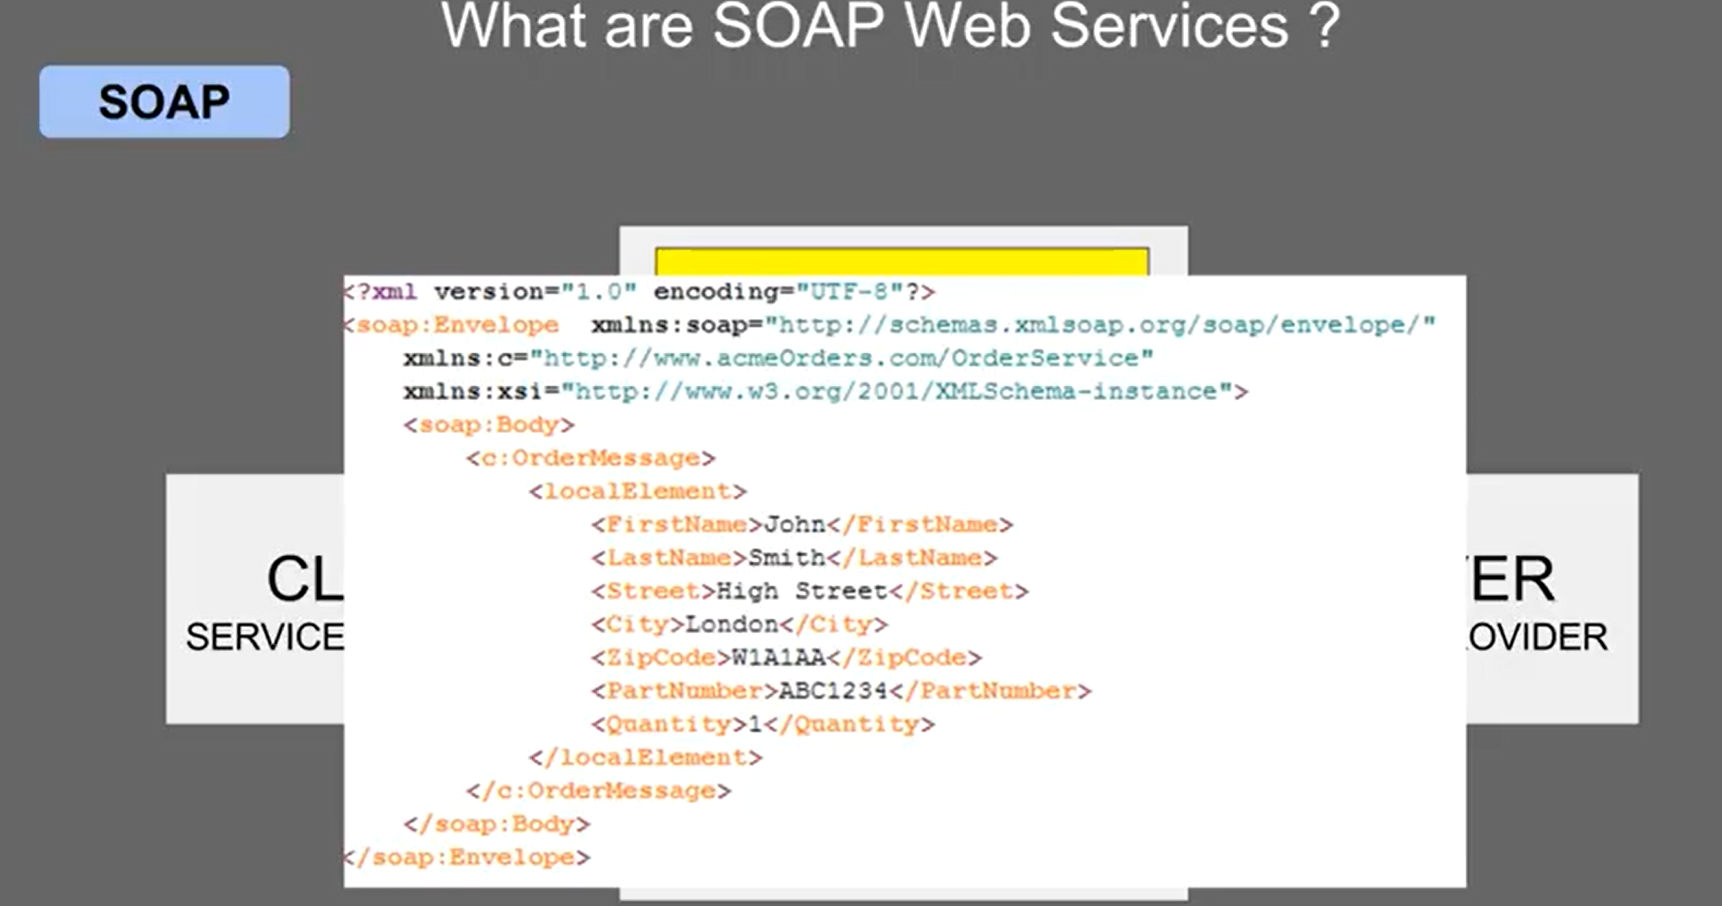 What are SOAP Web Services ?
SOAP
<?xml version="1.0" encoding="UTF-8"?>
<soap:Envelope  xmlns:soap="http://schemas.xmlsoap.org/soap/envelope/"
    xmlns:c="http://www.acmeOrders.com/OrderService"
    xmlns:xsi="http://www.w3.org/2001/XMLSchema-instance">
    <soap:Body>
        <c:OrderMessage>
            <localElement>
                <FirstName>John</FirstName>
                <LastName>Smith</LastName>
                <Street>High Street</Street>
                <City>London</City>
                <ZipCode>W1A1AA</ZipCode>
                <PartNumber>ABC1234</PartNumber>
                <Quantity>1</Quantity>
            </localElement>
        </c:OrderMessage>
    </soap:Body>
</soap:Envelope>
CL
SERVICE
ER
OVIDER